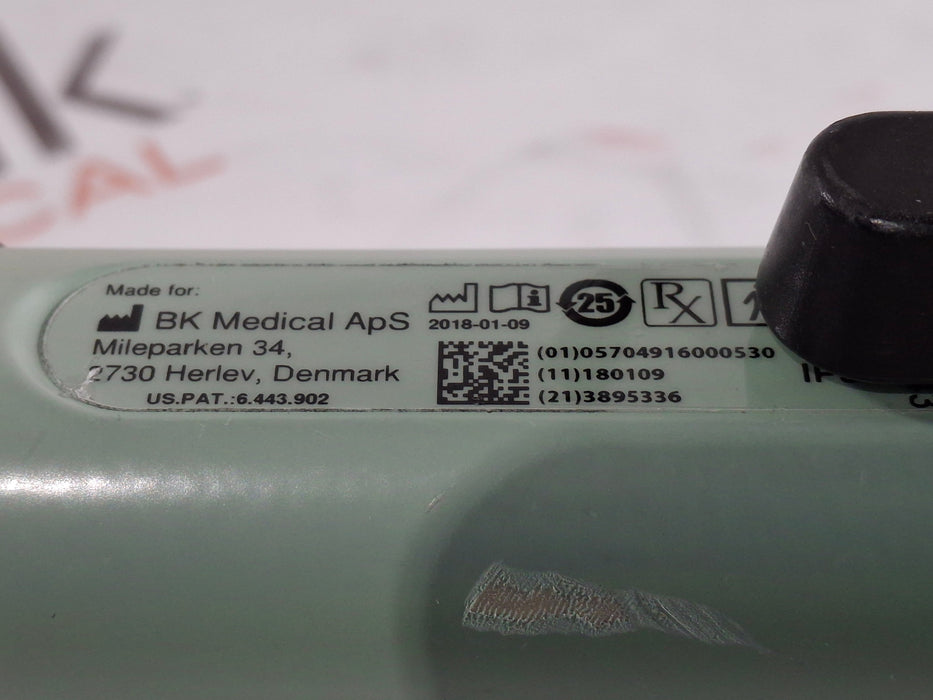 Made for:
BK Medical ApS
Mileparken 34,
2730 Herlev, Denmark
US.PAT.:6.443.902
2018-01-09
25
Rx
(01)05704916000530
(11)180109
(21)3895336
k
CAL